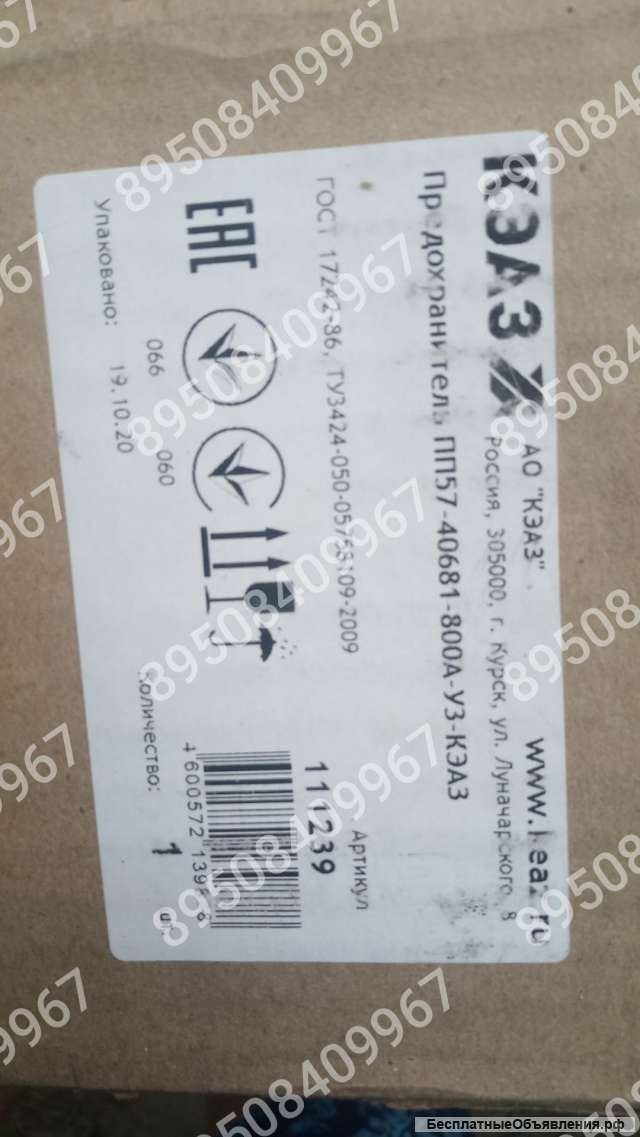 КЭАЗ
АО "КЭАЗ"
www.keaz.ru
Россия, 305000, г. Курск, ул. Луначарского, 8
Предохранитель ПП57-40681-800А-У3-КЭАЗ
ГОСТ 17242-86, ТУ3424-050-05758109-2009
Артикул
111239
ЕАС
066
060
Упаковано: 19.10.20
Количество: 1 шт
4 600572
89508409967
БесплатныеОбъявления.рф